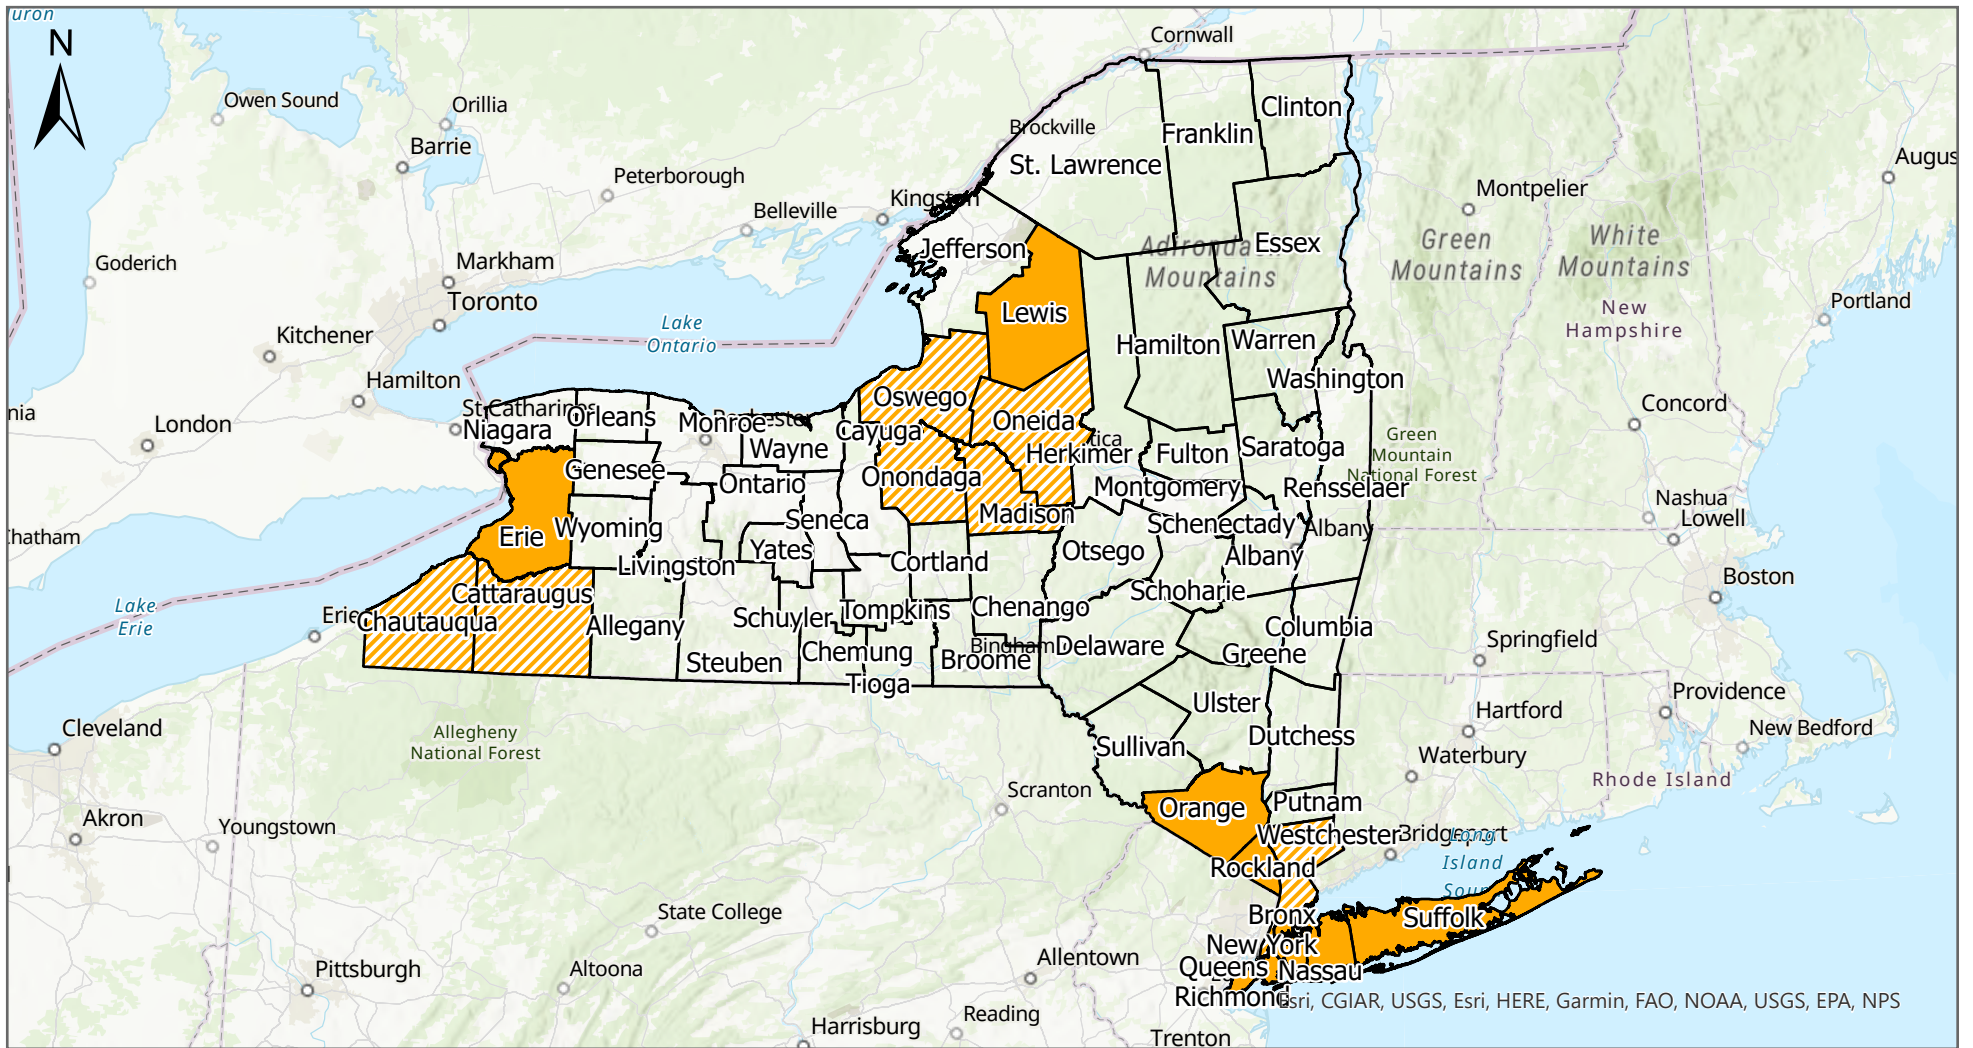 uron
N
Cornwall
Owen Sound
Orillia
Clinton
Brockville
Franklin
Barrie
St. Lawrence
Augus
Peterborough
Montpelier
Kingston
Belleville
Jefferson
Adirondack
Mountains
Essex
Green
Mountains
White
Mountains
Goderich
Markham
Toronto
Lake
Ontario
Lewis
New
Hampshire
Portland
Kitchener
Hamilton
Warren
Hamilton
Washington
nia
London
St Catharines
Niagara
Orleans
Monroe
Rochester
Wayne
Oswego
Cayuga
Oneida
Concord
tica
Herkimer
Fulton
Saratoga
Green
Mountain
National Forest
Genesee
Ontario
Onondaga
Montgomery
Rensselaer
Nashua
Lowell
Erie
Wyoming
Seneca
Madison
Schenectady
Albany
Chatham
Yates
Livingston
Cortland
Otsego
Albany
Boston
Lake
Erie
Erie
Chautauqua
Cattaraugus
Allegany
Schuyler
Tompkins
Chenango
Schoharie
Columbia
Springfield
Steuben
Chemung
Tioga
Broome
Bingham
Delaware
Greene
Ulster
Providence
Hartford
New Bedford
Cleveland
Allegheny
National Forest
Sullivan
Dutchess
Waterbury
Rhode Island
Scranton
Orange
Putnam
Akron
Youngstown
Westchester
Bridgeport
Long
Island
Soun
Rockland
State College
Bronx
Suffolk
New York
Pittsburgh
Altoona
Allentown
Queens
Nassau
Richmond
Esri, CGIAR, USGS, Esri, HERE, Garmin, FAO, NOAA, USGS, EPA, NPS
Harrisburg
Reading
Trenton